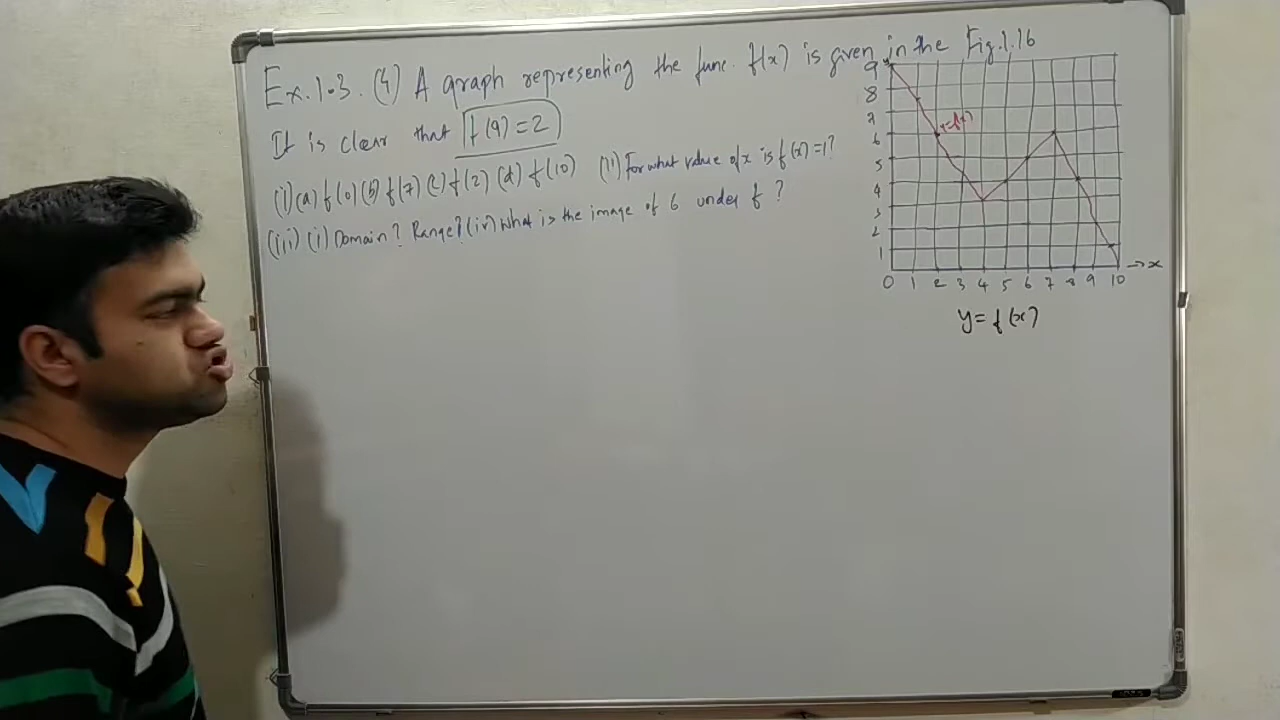 Ex.1.3. (4) A graph representing the func. f(x) is given in the Fig.1.16
It is clear that f(9)=2
(i)(a) f(0)(b) f(7)(c) f(2)(d) f(10) (ii) For what value of x is f(x)=1?
(iii) (i) Domain? Range? (iv) What is the image of 6 under f ?
9
8
7
6
5
4
3
2
1
y=f(x)
0 1 2 3 4 5 6 7 8 9 10 →x
y=f(x)